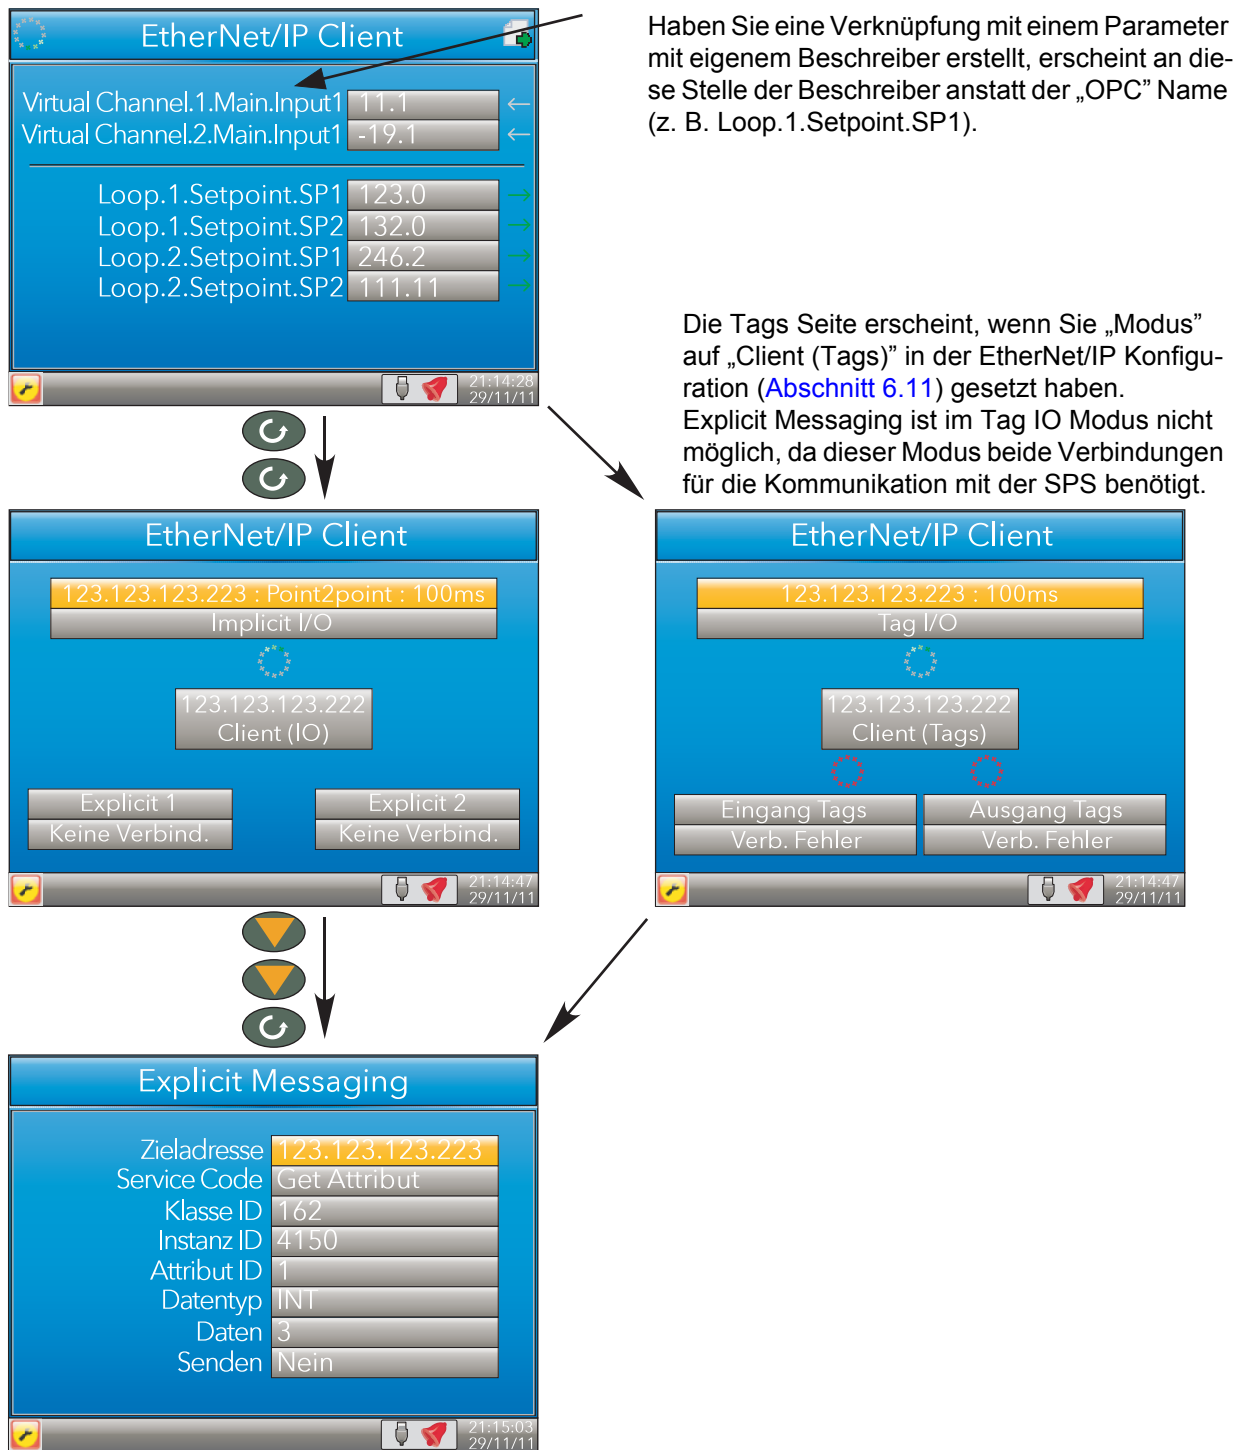 EtherNet/IP Client
Haben Sie eine Verknüpfung mit einem Parameter
mit eigenem Beschreiber erstellt, erscheint an die-
se Stelle der Beschreiber anstatt der „OPC” Name
(z. B. Loop.1.Setpoint.SP1).
Virtual Channel.1.Main.Input1 11.1 ←
Virtual Channel.2.Main.Input1 -19.1 ←
Loop.1.Setpoint.SP1 123.0 →
Loop.1.Setpoint.SP2 132.0 →
Loop.2.Setpoint.SP1 246.2 →
Loop.2.Setpoint.SP2 111.11 →
21:14:28
29/11/11
Die Tags Seite erscheint, wenn Sie „Modus”
auf „Client (Tags)” in der EtherNet/IP Konfigu-
ration (Abschnitt 6.11) gesetzt haben.
Explicit Messaging ist im Tag IO Modus nicht
möglich, da dieser Modus beide Verbindungen
für die Kommunikation mit der SPS benötigt.
EtherNet/IP Client
123.123.123.223 : Point2point : 100ms
Implicit I/O
123.123.123.222
Client (IO)
Explicit 1
Keine Verbind.
Explicit 2
Keine Verbind.
21:14:47
29/11/11
EtherNet/IP Client
123.123.123.223 : 100ms
Tag I/O
123.123.123.222
Client (Tags)
Eingang Tags
Verb. Fehler
Ausgang Tags
Verb. Fehler
21:14:47
29/11/11
Explicit Messaging
Zieladresse 123.123.123.223
Service Code Get Attribut
Klasse ID 162
Instanz ID 4150
Attribut ID 1
Datentyp INT
Daten 3
Senden Nein
21:15:03
29/11/11